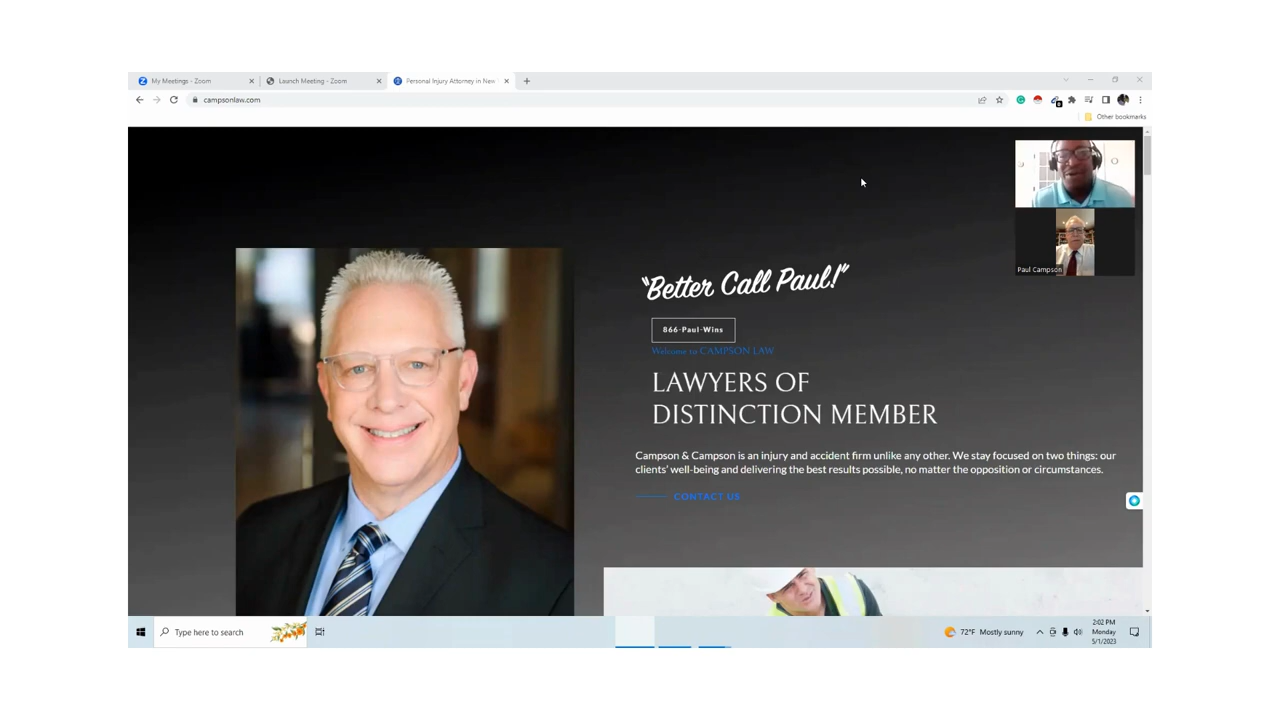 My Meetings - Zoom
Launch Meeting - Zoom
Personal Injury Attorney in New
campsonlaw.com
Other bookmarks
Paul Campson
"Better Call Paul!"
866-Paul-Wins
Welcome to CAMPSON LAW
LAWYERS OF
DISTINCTION MEMBER
Campson & Campson is an injury and accident firm unlike any other. We stay focused on two things: our
clients' well-being and delivering the best results possible, no matter the opposition or circumstances.
CONTACT US
Type here to search
72°F Mostly sunny
2:02 PM
Monday
5/1/2023